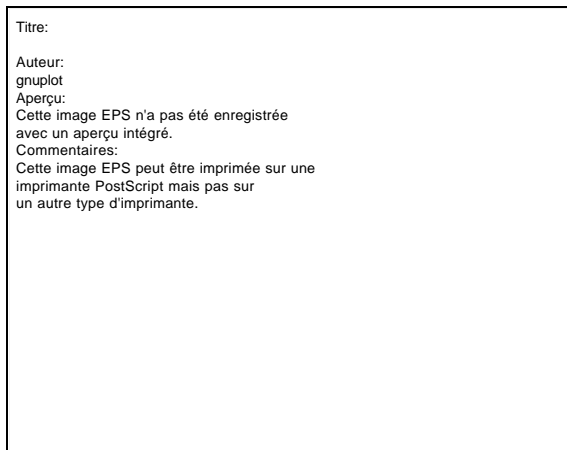 Titre:
Auteur:
gnuplot
Aperçu:
Cette image EPS n'a pas été enregistrée
avec un aperçu intégré.
Commentaires:
Cette image EPS peut être imprimée sur une
imprimante PostScript mais pas sur
un autre type d'imprimante.